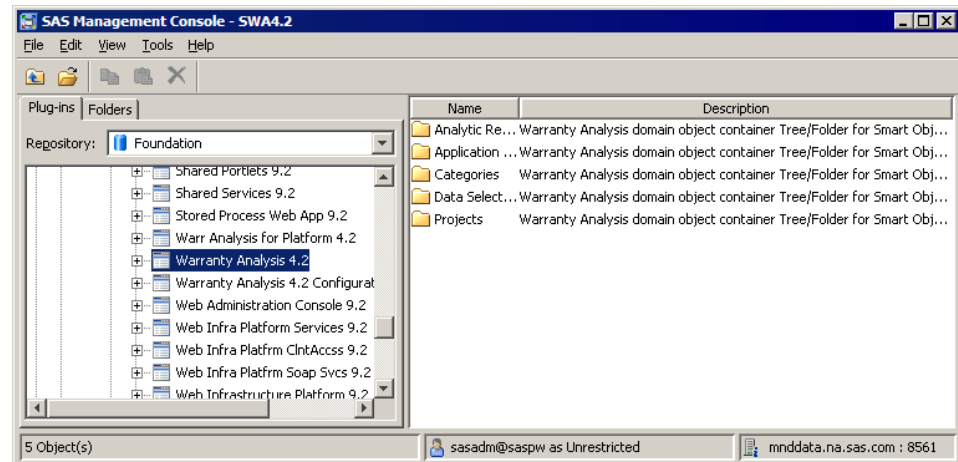 SAS Management Console - SWA4.2
File Edit View Tools Help
Plug-ins Folders
Repository: Foundation
Shared Portlets 9.2
Shared Services 9.2
Stored Process Web App 9.2
Warr Analysis for Platform 4.2
Warranty Analysis 4.2
Warranty Analysis 4.2 Configurat
Web Administration Console 9.2
Web Infra Platform Services 9.2
Web Infra Platfrm ClntAccss 9.2
Web Infra Platfrm Soap Svcs 9.2
Web Infrastructure Platform 9.2
Name Description
Analytic Re... Warranty Analysis domain object container Tree/Folder for Smart Obj...
Application ... Warranty Analysis domain object container Tree/Folder for Smart Obj...
Categories Warranty Analysis domain object container Tree/Folder for Smart Obj...
Data Select... Warranty Analysis domain object container Tree/Folder for Smart Obj...
Projects Warranty Analysis domain object container Tree/Folder for Smart Obj...
5 Object(s) sasadm@saspw as Unrestricted mnddata.na.sas.com : 8561